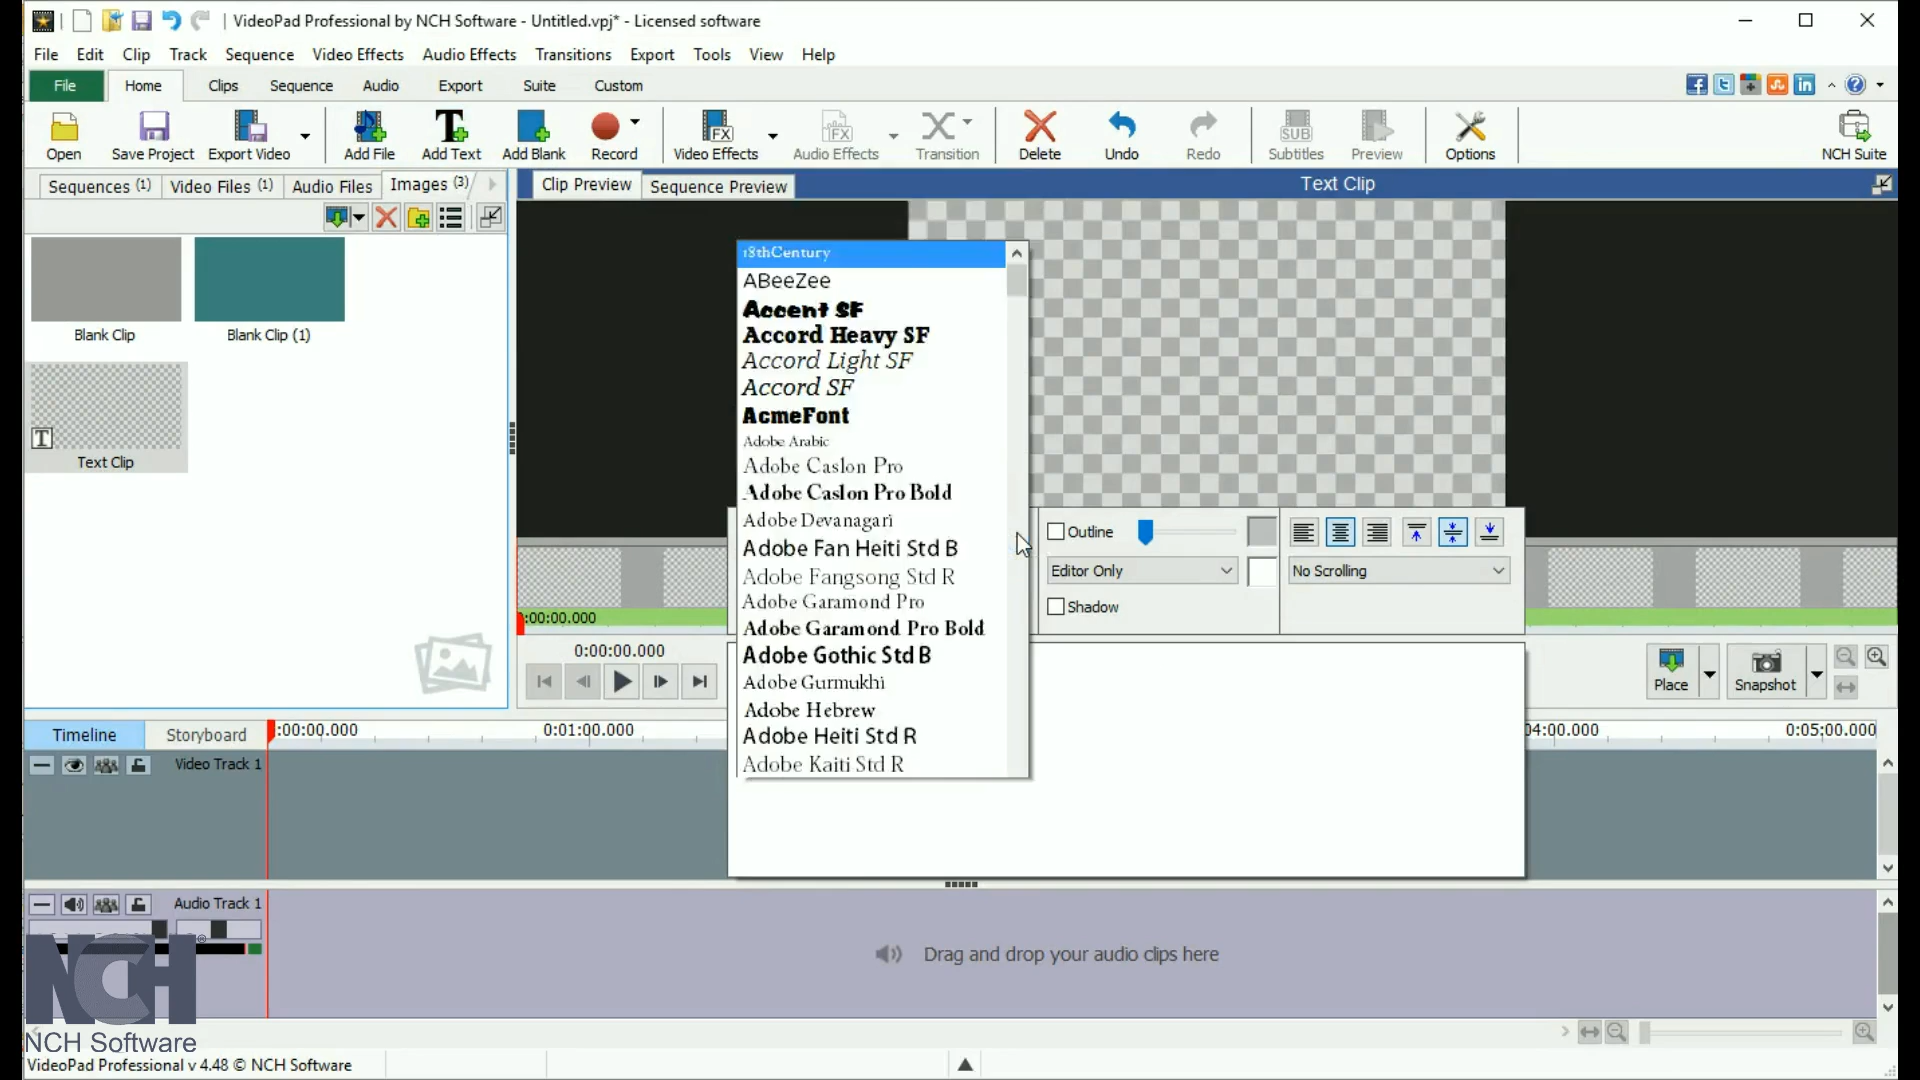 VideoPad Professional by NCH Software - Untitled.vpj* - Licensed software
File Edit Clip Track Sequence Video Effects Audio Effects Transitions Export Tools View Help
File Home Clips Sequence Audio Export Suite Custom
Open Save Project Export Video Add File Add Text Add Blank Record Video Effects Audio Effects Transition Delete Undo Redo Subtitles Preview Options NCH Suite
Sequences (1) Video Files (1) Audio Files Images (3)
Clip Preview Sequence Preview Text Clip
Blank Clip
Blank Clip (1)
Text Clip
18thCentury
ABeeZee
Accent SF
Accord Heavy SF
Accord Light SF
Accord SF
AcmeFont
Adobe Arabic
Adobe Caslon Pro
Adobe Caslon Pro Bold
Adobe Devanagari
Adobe Fan Heiti Std B
Adobe Fangsong Std R
Adobe Garamond Pro
Adobe Garamond Pro Bold
Adobe Gothic Std B
Adobe Gurmukhi
Adobe Hebrew
Adobe Heiti Std R
Adobe Kaiti Std R
Outline
Editor Only
Shadow
No Scrolling
:00:00.000
0:00:00.000
Place Snapshot
Timeline Storyboard :00:00.000 0:01:00.000 04:00.000 0:05:00.000
Video Track 1
Audio Track 1
Drag and drop your audio clips here
NCH®
NCH Software
VideoPad Professional v 4.48 © NCH Software